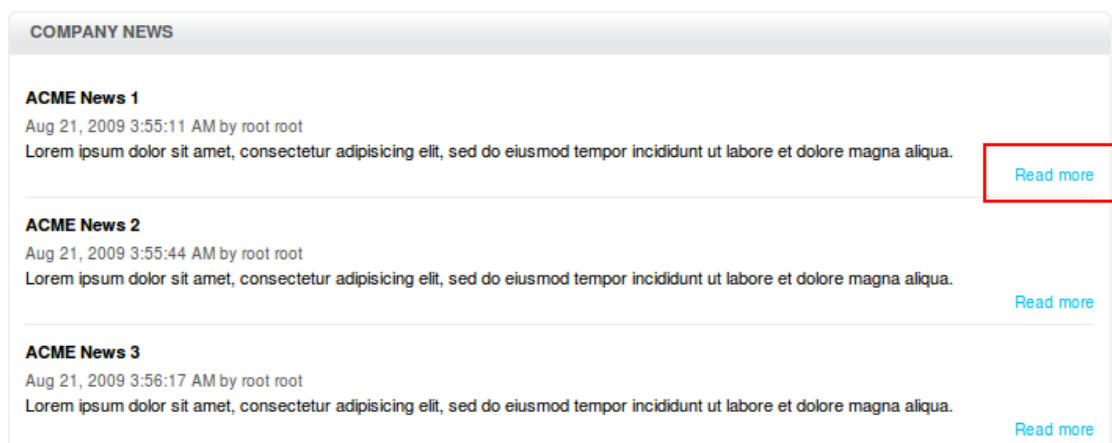 COMPANY NEWS
ACME News 1
Aug 21, 2009 3:55:11 AM by root root
Lorem ipsum dolor sit amet, consectetur adipisicing elit, sed do eiusmod tempor incididunt ut labore et dolore magna aliqua.
Read more
ACME News 2
Aug 21, 2009 3:55:44 AM by root root
Lorem ipsum dolor sit amet, consectetur adipisicing elit, sed do eiusmod tempor incididunt ut labore et dolore magna aliqua.
Read more
ACME News 3
Aug 21, 2009 3:56:17 AM by root root
Lorem ipsum dolor sit amet, consectetur adipisicing elit, sed do eiusmod tempor incididunt ut labore et dolore magna aliqua.
Read more